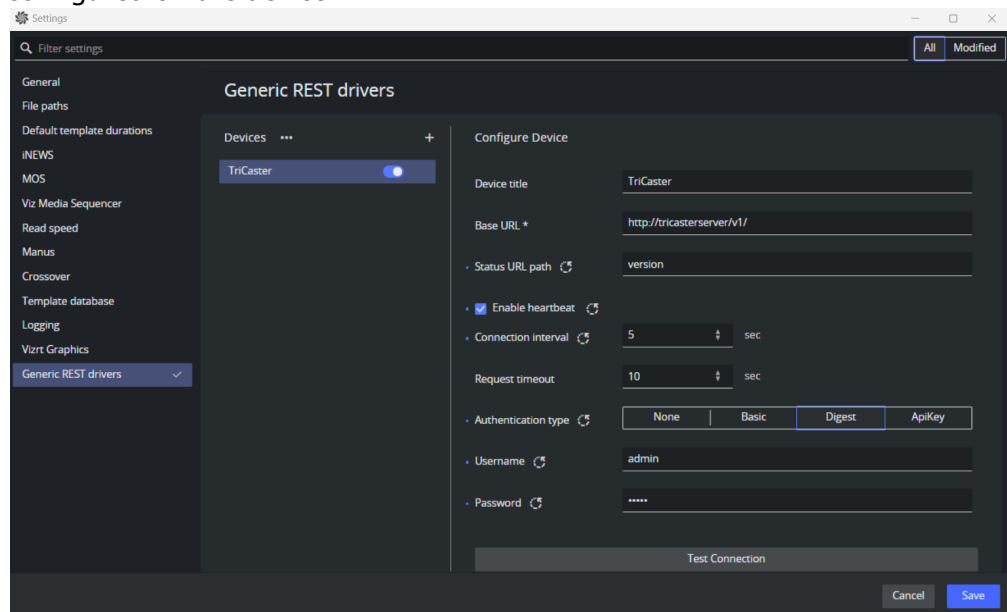 Settings
Filter settings
All
Modified
General
File paths
Default template durations
iNEWS
MOS
Viz Media Sequencer
Read speed
Manus
Crossover
Template database
Logging
Vizrt Graphics
Generic REST drivers
Generic REST drivers
Devices •••
+
TriCaster
Configure Device
Device title
TriCaster
Base URL *
http://tricasterserver/v1/
Status URL path
version
Enable heartbeat
Connection interval
5
sec
Request timeout
10
sec
Authentication type
None
Basic
Digest
ApiKey
Username
admin
Password
•••••
Test Connection
Cancel
Save